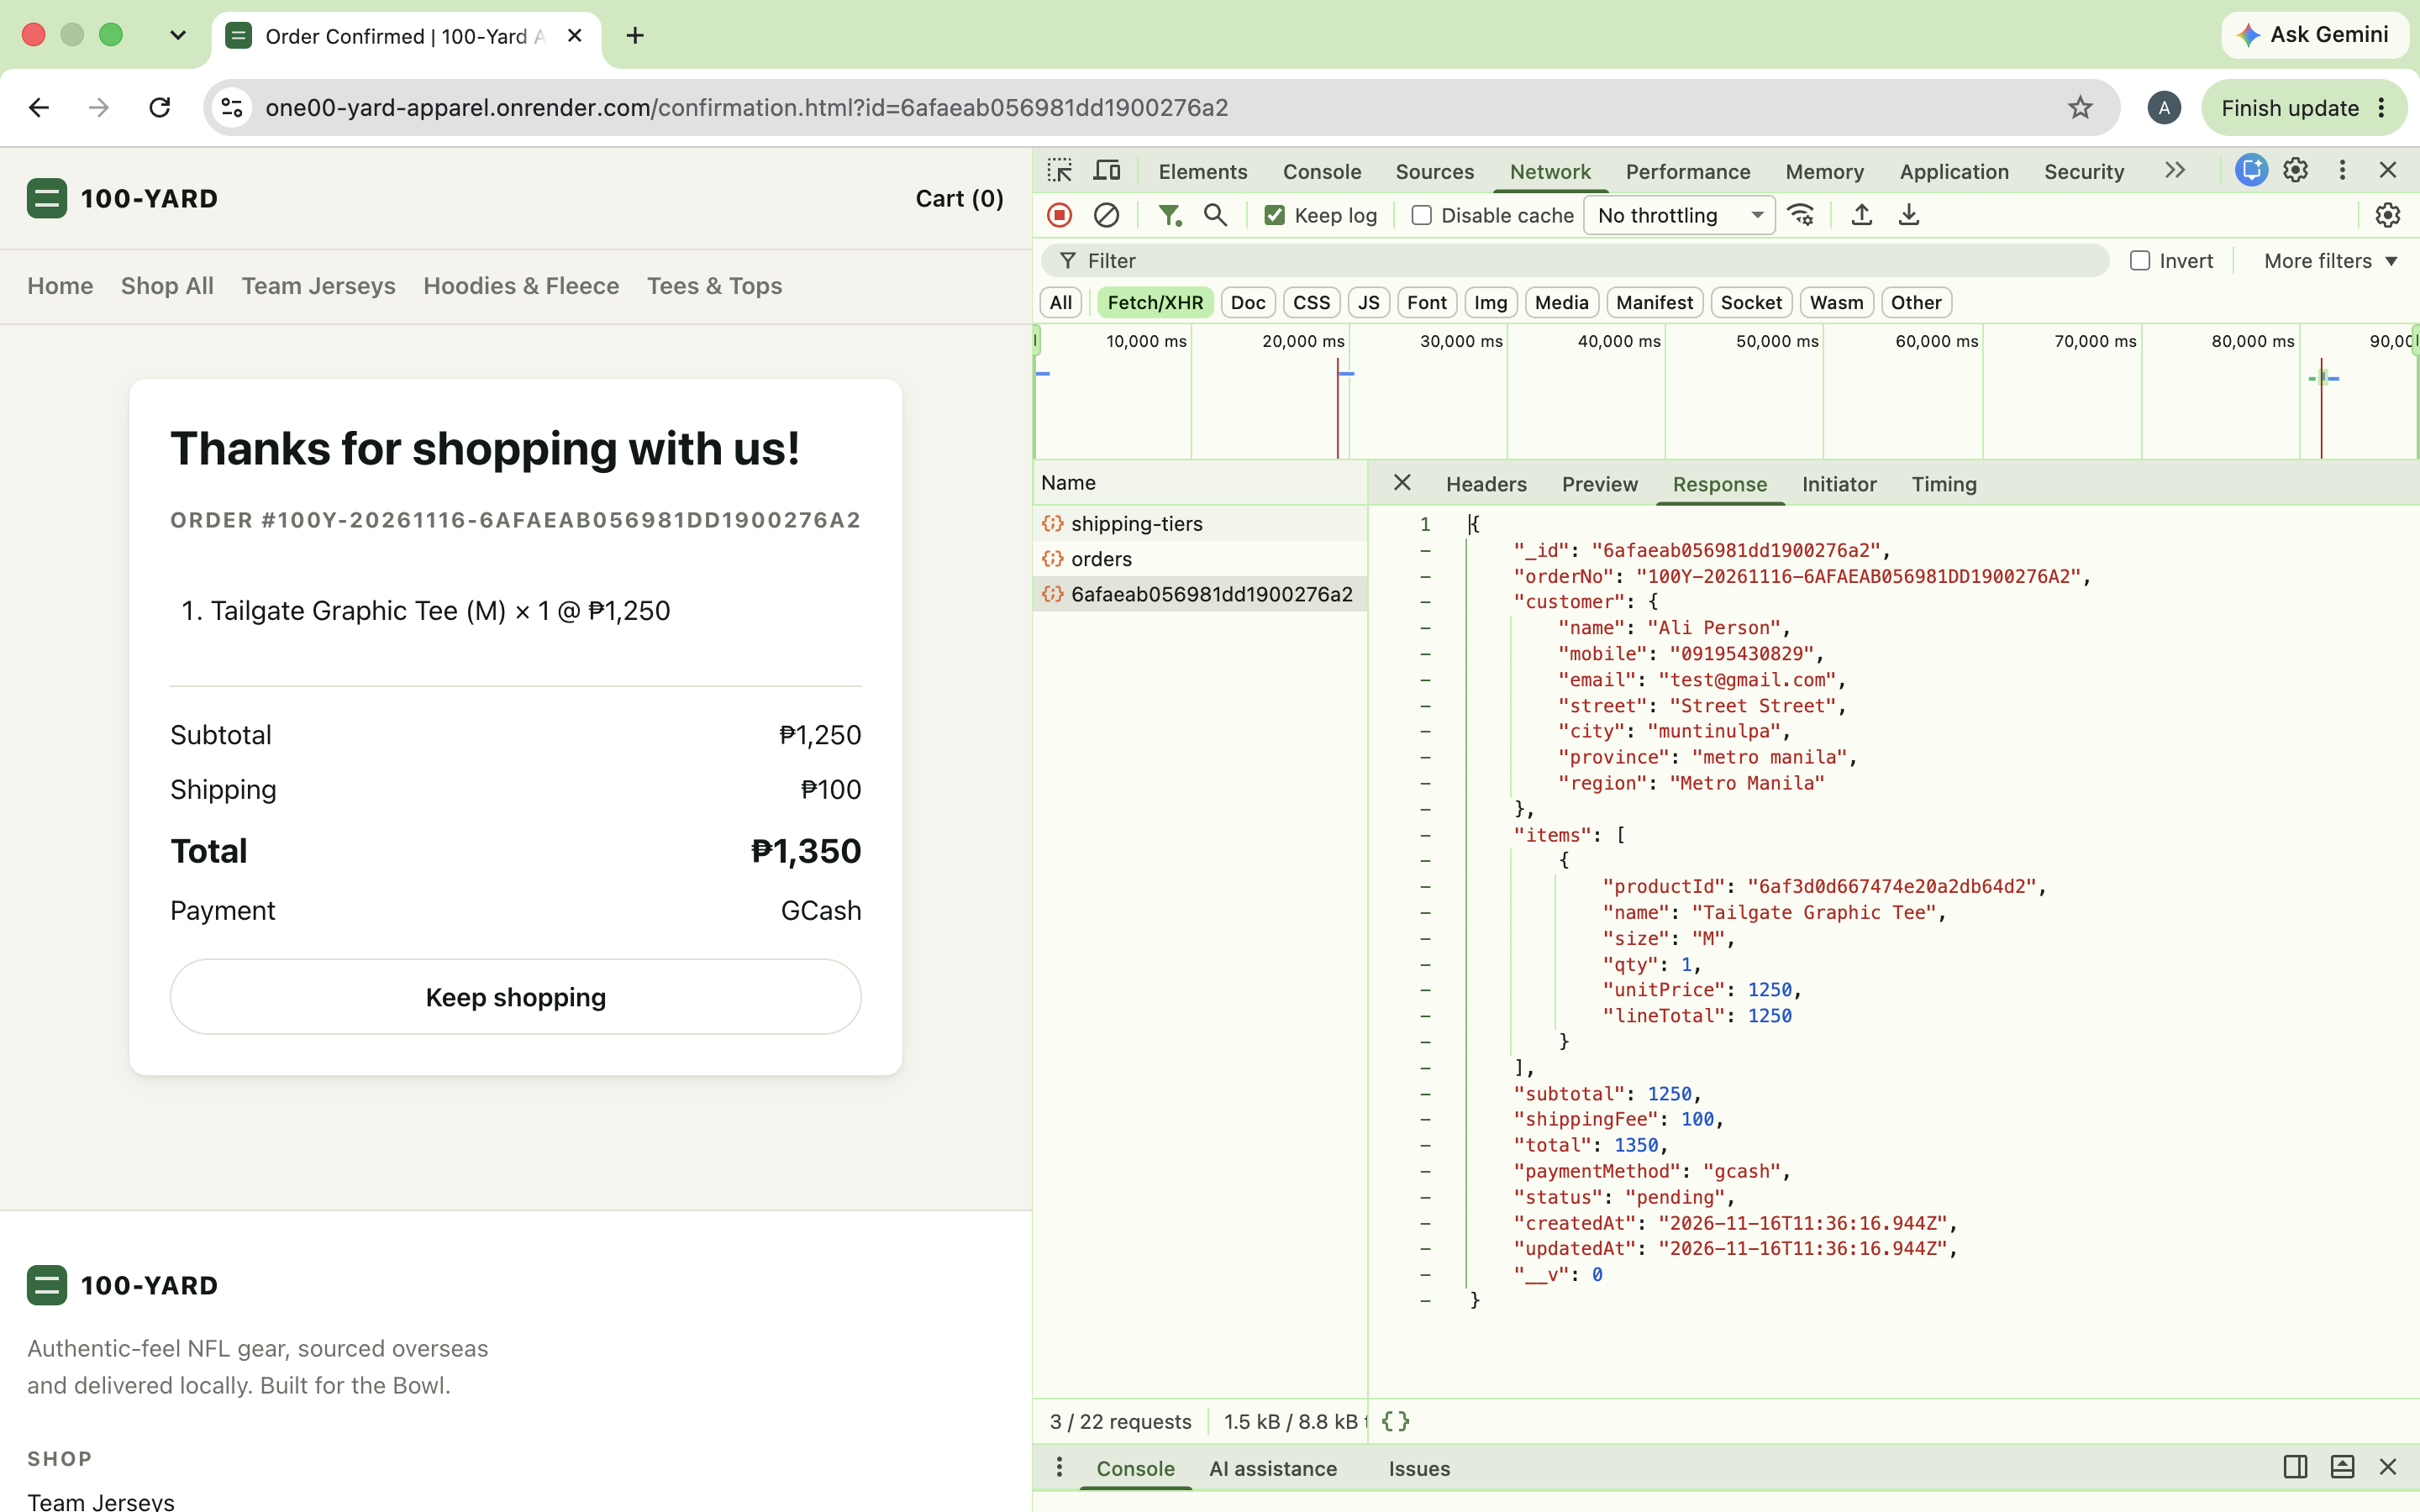 Order Confirmed | 100-Yard A
Ask Gemini
one00-yard-apparel.onrender.com/confirmation.html?id=6afaeab056981dd1900276a2
A
Finish update
100-YARD
Cart (0)
Home Shop All Team Jerseys Hoodies & Fleece Tees & Tops
Thanks for shopping with us!
ORDER #100Y-20261116-6AFAEAB056981DD1900276A2
1. Tailgate Graphic Tee (M) × 1 @ ₱1,250
Subtotal ₱1,250
Shipping ₱100
Total ₱1,350
Payment GCash
Keep shopping
100-YARD
Authentic-feel NFL gear, sourced overseas
and delivered locally. Built for the Bowl.
SHOP
Team Jerseys
Elements Console Sources Network Performance Memory Application Security
Keep log Disable cache No throttling
Filter Invert More filters
All Fetch/XHR Doc CSS JS Font Img Media Manifest Socket Wasm Other
10,000 ms 20,000 ms 30,000 ms 40,000 ms 50,000 ms 60,000 ms 70,000 ms 80,000 ms 90,00
Name
shipping-tiers
orders
6afaeab056981dd1900276a2
3 / 22 requests 1.5 kB / 8.8 kB t
Headers Preview Response Initiator Timing
1 {
"_id": "6afaeab056981dd1900276a2",
"orderNo": "100Y-20261116-6AFAEAB056981DD1900276A2",
"customer": {
"name": "Ali Person",
"mobile": "09195430829",
"email": "test@gmail.com",
"street": "Street Street",
"city": "muntinulpa",
"province": "metro manila",
"region": "Metro Manila"
},
"items": [
{
"productId": "6af3d0d667474e20a2db64d2",
"name": "Tailgate Graphic Tee",
"size": "M",
"qty": 1,
"unitPrice": 1250,
"lineTotal": 1250
}
],
"subtotal": 1250,
"shippingFee": 100,
"total": 1350,
"paymentMethod": "gcash",
"status": "pending",
"createdAt": "2026-11-16T11:36:16.944Z",
"updatedAt": "2026-11-16T11:36:16.944Z",
"__v": 0
}
{ }
Console AI assistance Issues